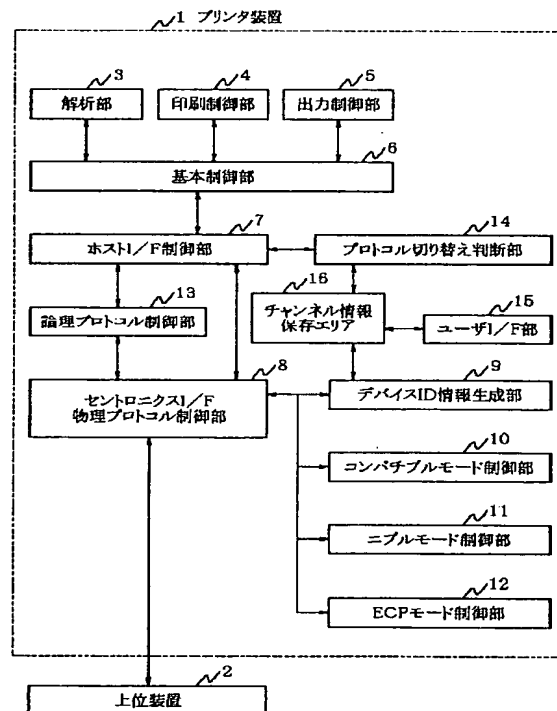 1 プリンタ装置
3
4
5
解析部
印刷制御部
出力制御部
6
基本制御部
7
14
ホストI/F制御部
プロトコル切り替え判断部
16
13
15
チャンネル情報
保存エリア
論理プロトコル制御部
ユーザI/F部
8
9
セントロニクスI/F
物理プロトコル制御部
デバイスID情報生成部
10
コンパチブルモード制御部
11
ニブルモード制御部
12
ECPモード制御部
2
上位装置